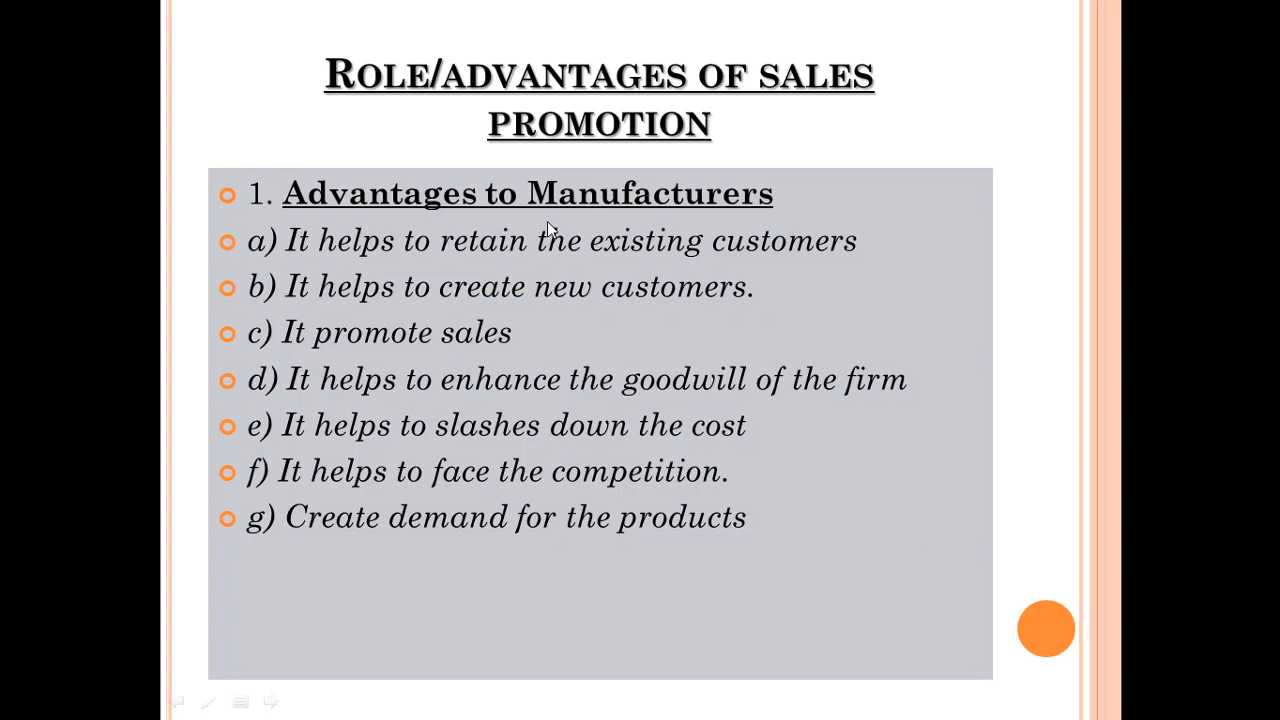 ROLE/ADVANTAGES OF SALES
PROMOTION
1. Advantages to Manufacturers
a) It helps to retain the existing customers
b) It helps to create new customers.
c) It promote sales
d) It helps to enhance the goodwill of the firm
e) It helps to slashes down the cost
f) It helps to face the competition.
g) Create demand for the products